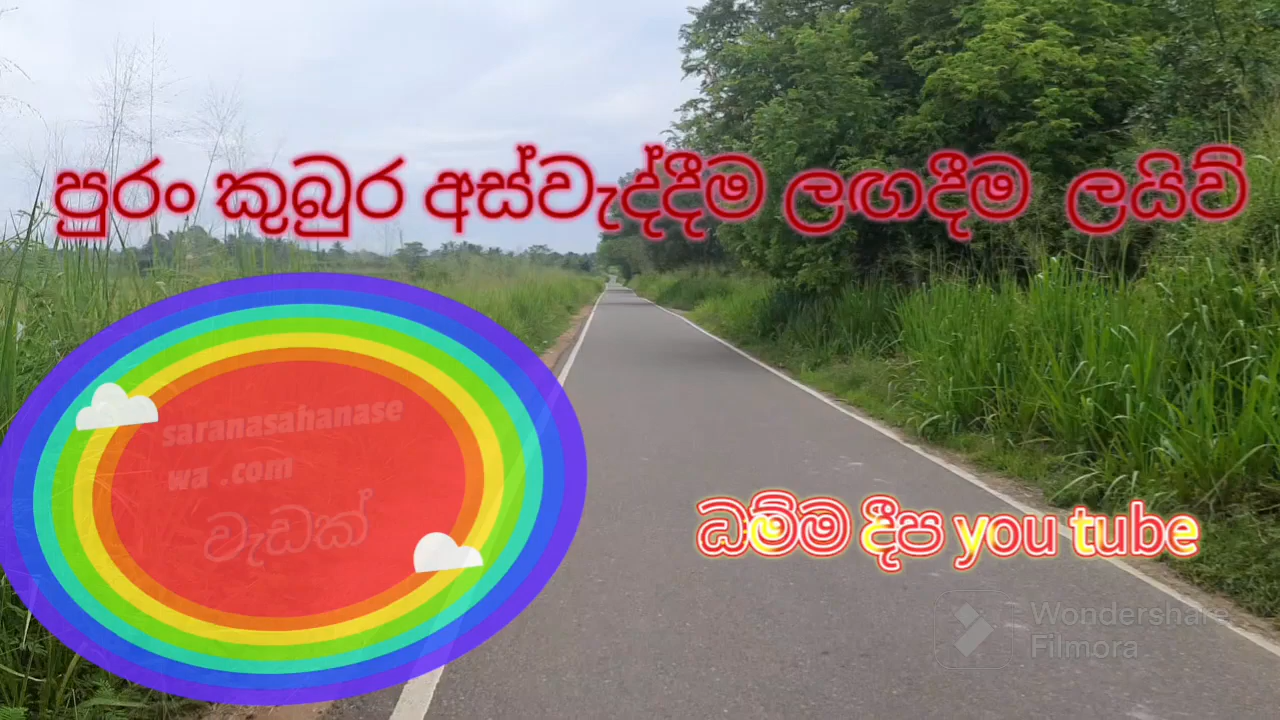 පුරං කුබුර අස්වැද්දීම ලඟදීම ලයිව්
saranasahanase
wa .com
වැඩක්
ධම්ම දීප you tube
Wondershare
Filmora